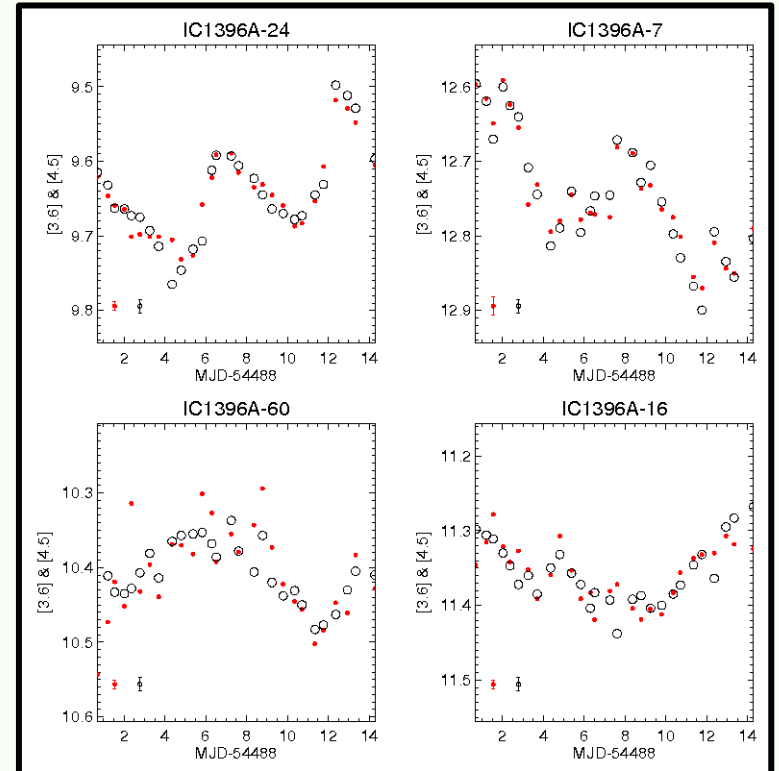 IC1396A-24
9.5
9.6
9.7
9.8
[3.6] & [4.5]
2 4 6 8 10 12 14
MJD-54488
IC1396A-7
12.6
12.7
12.8
12.9
[3.6] & [4.5]
2 4 6 8 10 12 14
MJD-54488
IC1396A-60
10.3
10.4
10.5
10.6
[3.6] & [4.5]
2 4 6 8 10 12 14
MJD-54488
IC1396A-16
11.2
11.3
11.4
11.5
[3.6] & [4.5]
2 4 6 8 10 12 14
MJD-54488